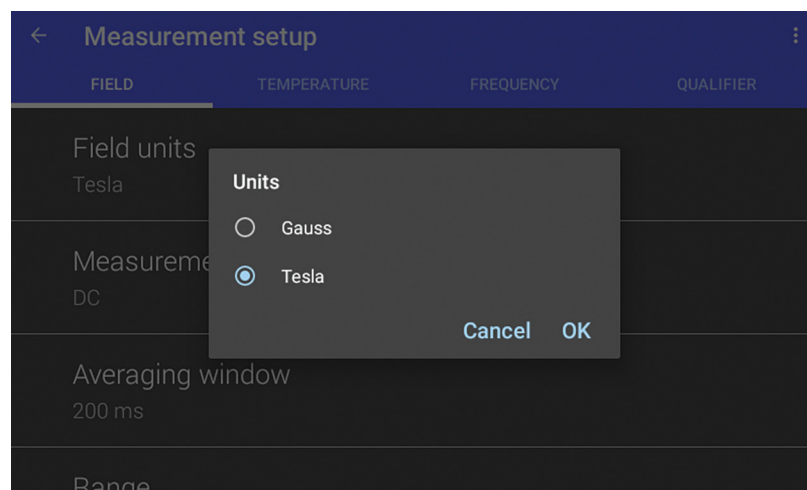 Measurement setup
FIELD TEMPERATURE FREQUENCY QUALIFIER
Field units
Tesla
Units
Gauss
Tesla
Cancel OK
DC
Averaging window
200 ms
Range